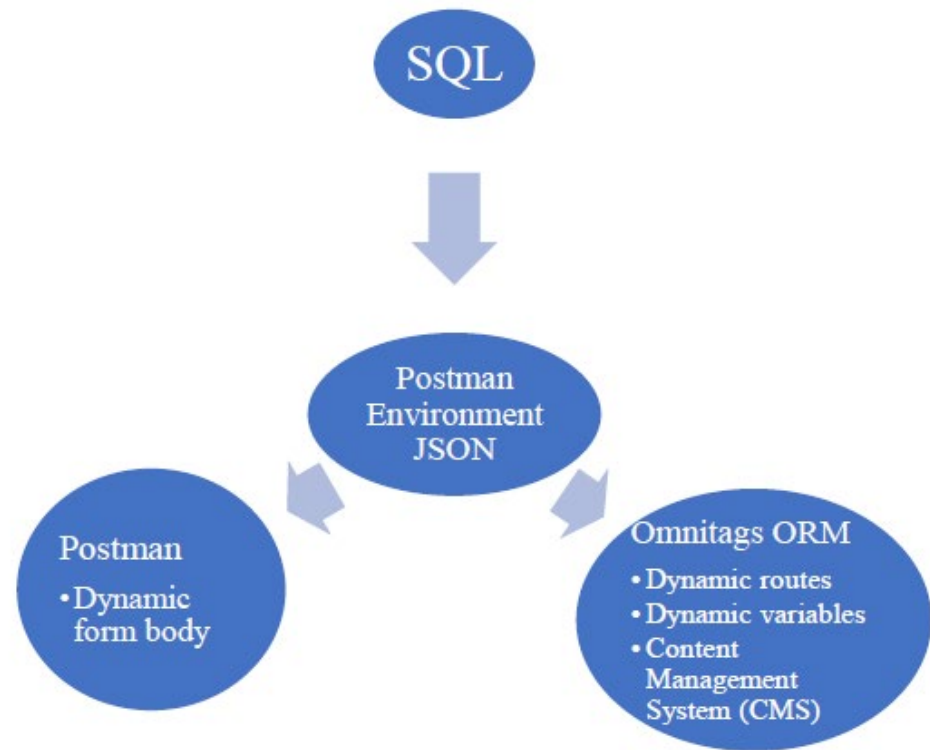 SQL
Postman
Environment
JSON
Postman
•Dynamic
form body
Omnitags ORM
•Dynamic routes
•Dynamic variables
•Content
Management
System (CMS)